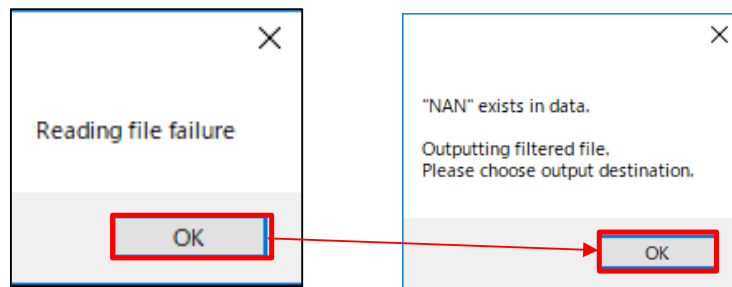 Reading file failure
OK
"NAN" exists in data.
Outputting filtered file.
Please choose output destination.
OK